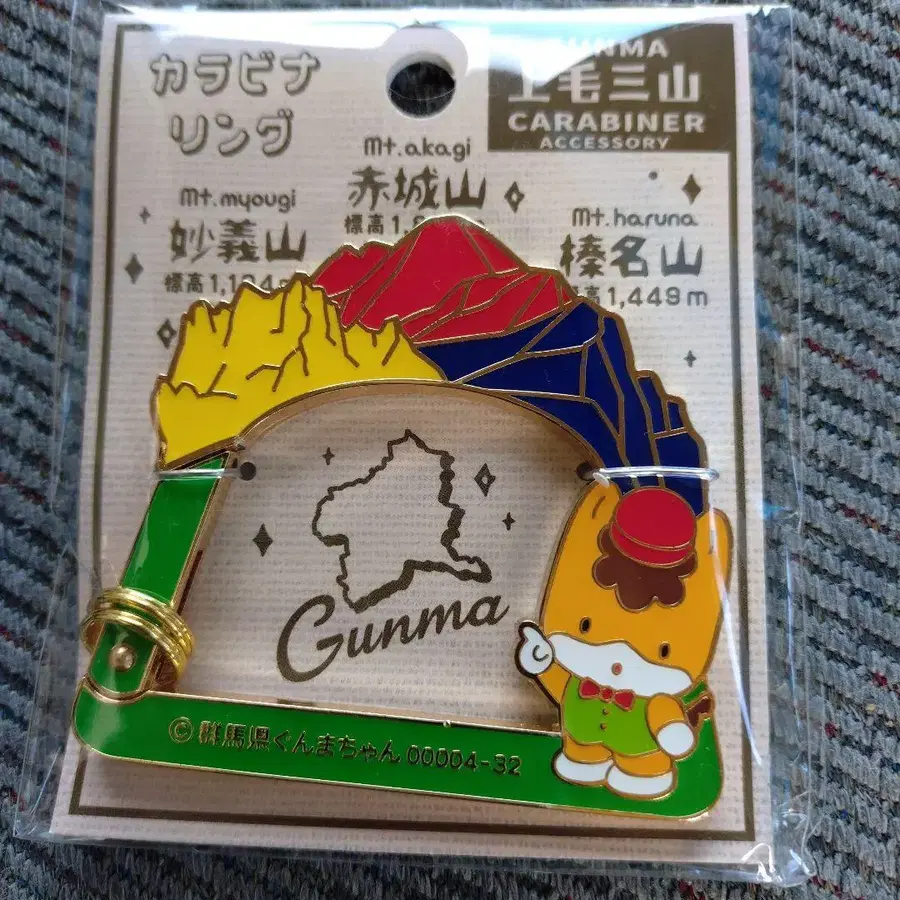 カラビナ
リング
GUNMA
上毛三山
CARABINER
ACCESSORY
Mt.akagi
赤城山
Mt.myougi
妙義山
Mt.haruna
榛名山
標高1,449m
Gunma
© 群馬県ぐんまちゃん 00004-32